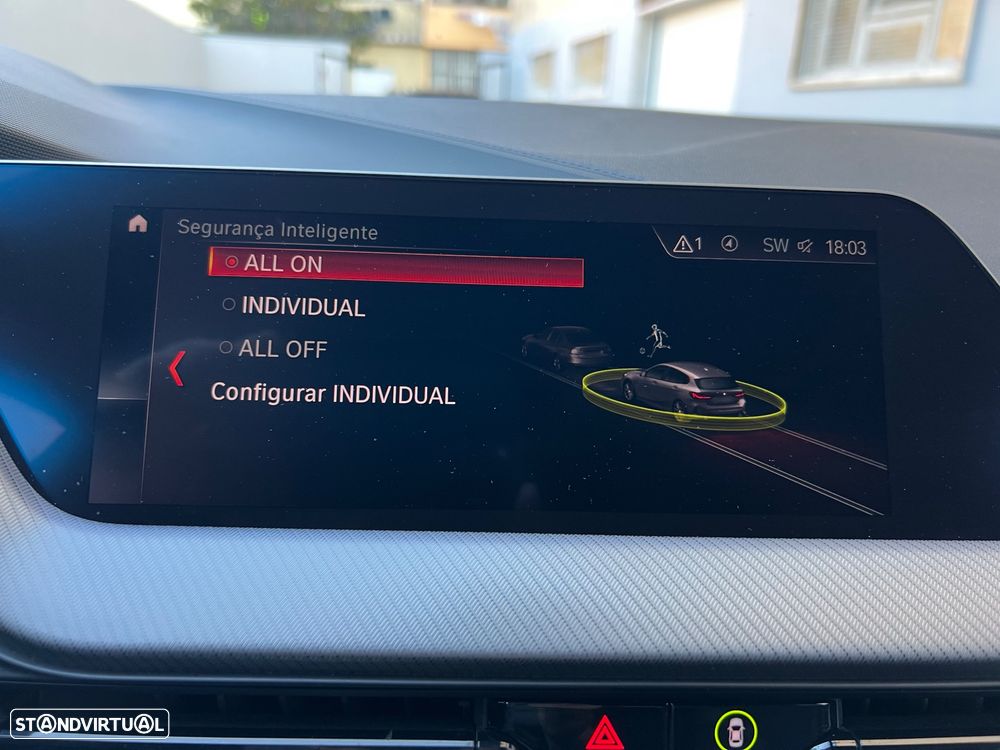 Segurança Inteligente
1 SW 18:03
ALL ON
INDIVIDUAL
ALL OFF
Configurar INDIVIDUAL
STANDVIRTUAL